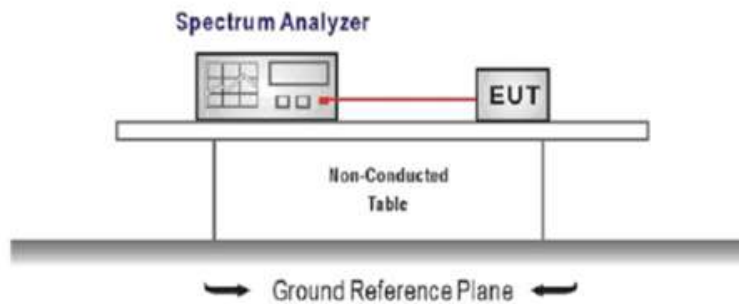 Spectrum Analyzer
EUT
Non-Conducted
Table
Ground Reference Plane